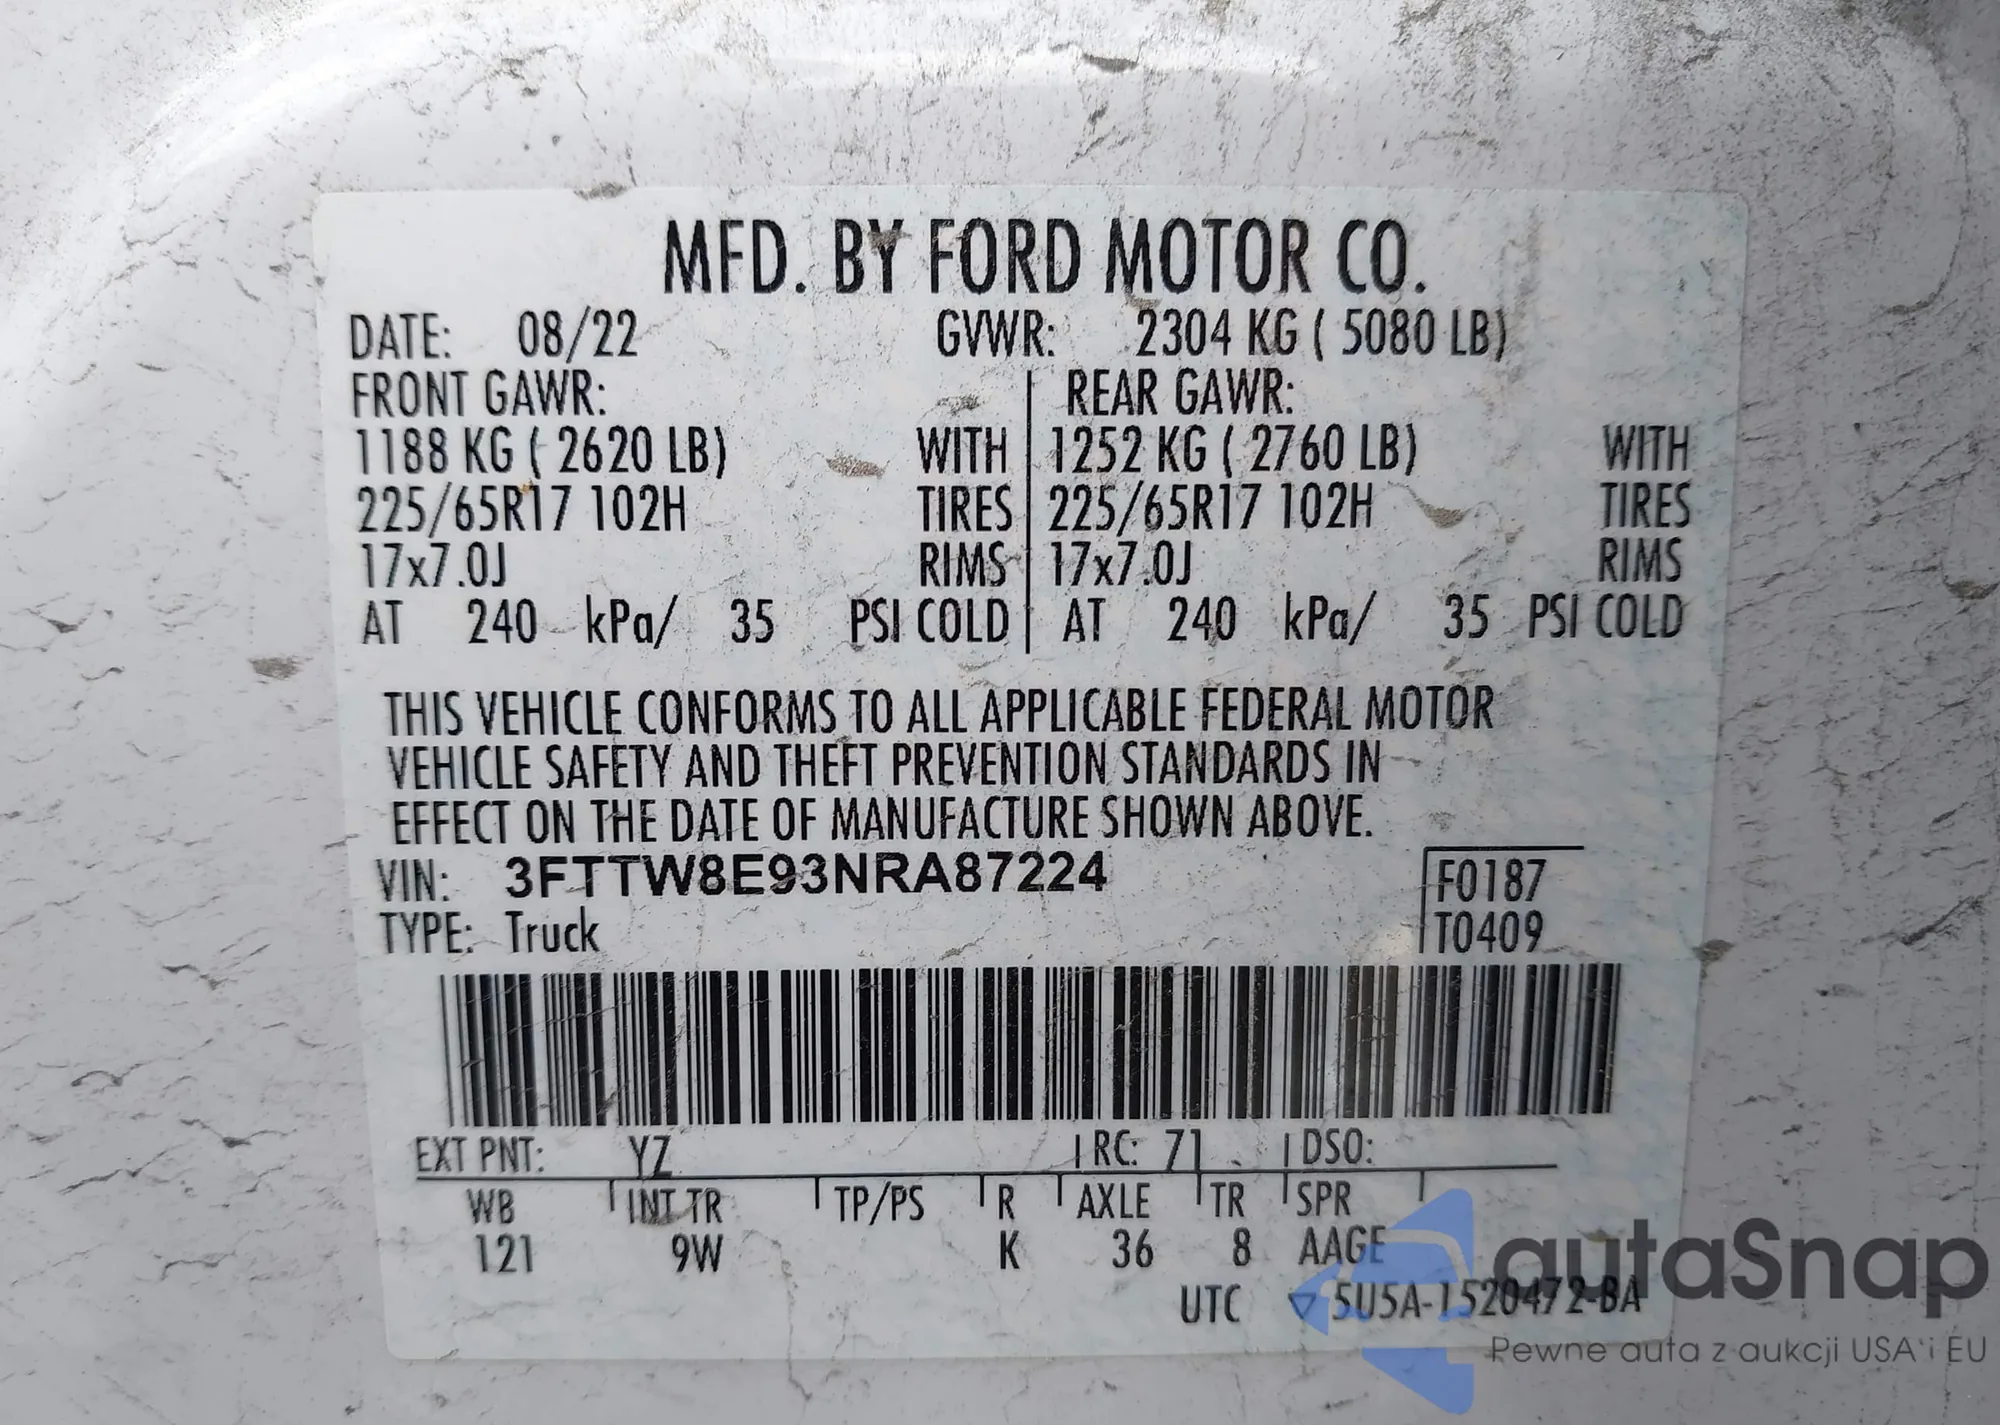 MFD. BY FORD MOTOR CO.
DATE: 08/22 GVWR: 2304 KG ( 5080 LB)
FRONT GAWR: REAR GAWR:
1188 KG ( 2620 LB) WITH 1252 KG ( 2760 LB) WITH
225/65R17 102H TIRES 225/65R17 102H TIRES
17x7.0J RIMS 17x7.0J RIMS
AT 240 kPa/ 35 PSI COLD AT 240 kPa/ 35 PSI COLD
THIS VEHICLE CONFORMS TO ALL APPLICABLE FEDERAL MOTOR
VEHICLE SAFETY AND THEFT PREVENTION STANDARDS IN
EFFECT ON THE DATE OF MANUFACTURE SHOWN ABOVE.
VIN: 3FTTW8E93NRA87224 F0187
TYPE: Truck T0409
EXT PNT: YZ RC: 71 DSO:
WB INT TR TP/PS R AXLE TR SPR
121 9W K 36 8 AAGE
UTC ▽ 5U5A-1520472-BA
autaSnap
Pewne auta z aukcji USA i EU